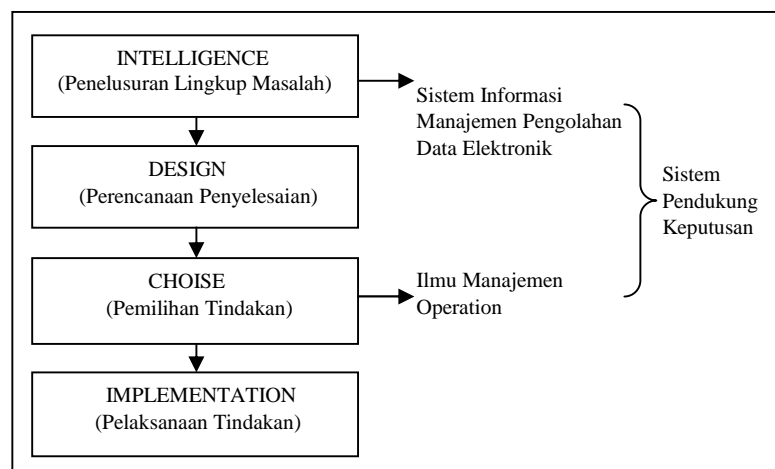 INTELLIGENCE
(Penelusuran Lingkup Masalah)
Sistem Informasi
Manajemen Pengolahan
Data Elektronik
DESIGN
(Perencanaan Penyelesaian)
Sistem
Pendukung
Keputusan
CHOISE
(Pemilihan Tindakan)
Ilmu Manajemen
Operation
IMPLEMENTATION
(Pelaksanaan Tindakan)